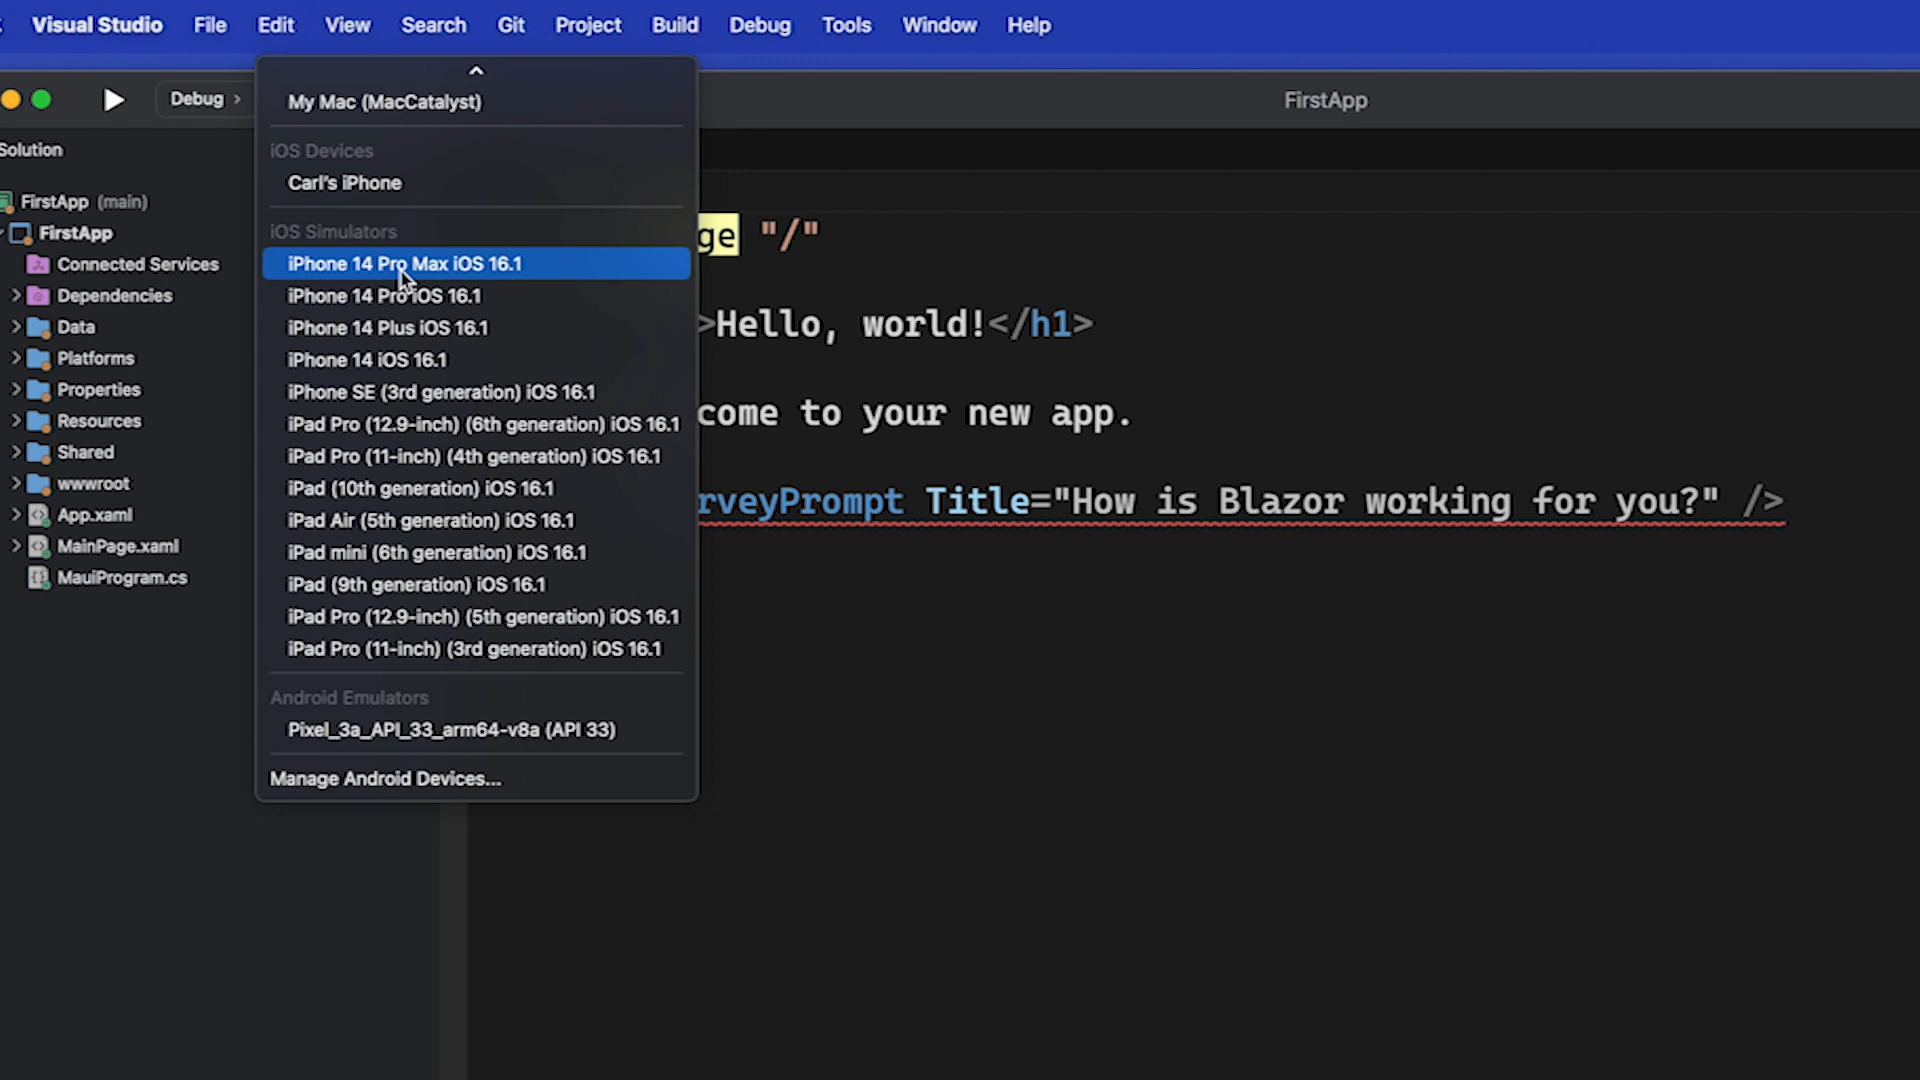 Visual Studio File Edit View Search Git Project Build Debug Tools Window Help
Debug
FirstApp
My Mac (MacCatalyst)
iOS Devices
Carl's iPhone
iOS Simulators
iPhone 14 Pro Max iOS 16.1
iPhone 14 Pro iOS 16.1
iPhone 14 Plus iOS 16.1
iPhone 14 iOS 16.1
iPhone SE (3rd generation) iOS 16.1
iPad Pro (12.9-inch) (6th generation) iOS 16.1
iPad Pro (11-inch) (4th generation) iOS 16.1
iPad (10th generation) iOS 16.1
iPad Air (5th generation) iOS 16.1
iPad mini (6th generation) iOS 16.1
iPad (9th generation) iOS 16.1
iPad Pro (12.9-inch) (5th generation) iOS 16.1
iPad Pro (11-inch) (3rd generation) iOS 16.1
Android Emulators
Pixel_3a_API_33_arm64-v8a (API 33)
Manage Android Devices...
Solution
FirstApp (main)
FirstApp
Connected Services
Dependencies
Data
Platforms
Properties
Resources
Shared
wwwroot
App.xaml
MainPage.xaml
MauiProgram.cs
ge "/"
>Hello, world!</h1>
come to your new app.
rveyPrompt Title="How is Blazor working for you?" />